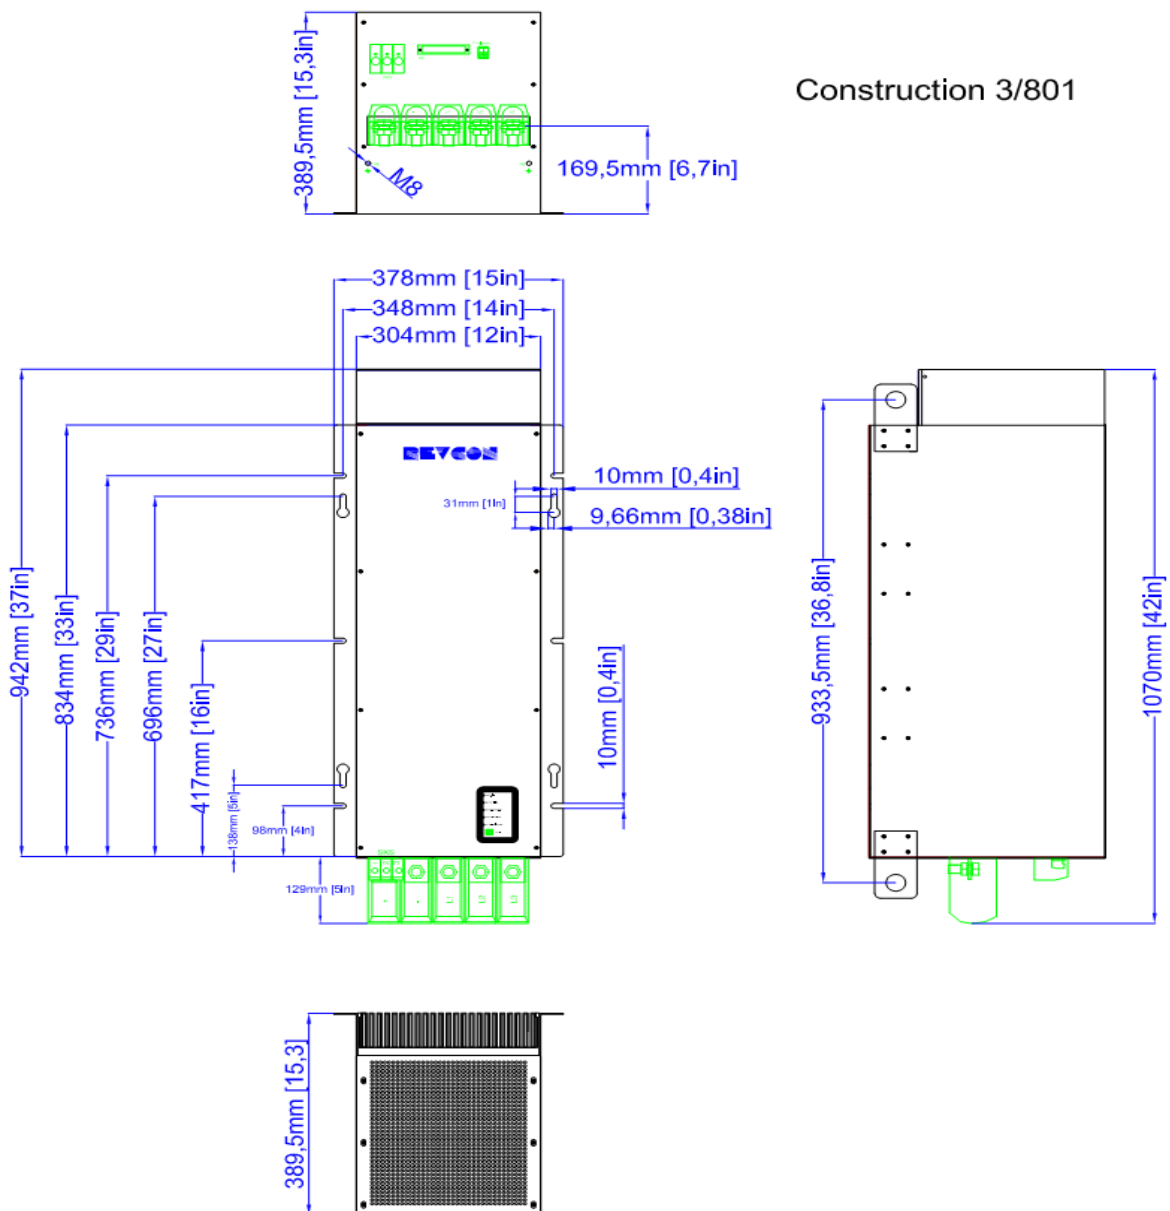 Construction 3/801
389,5mm [15,3in]
169,5mm [6,7in]
M8
378mm [15in]
348mm [14in]
304mm [12in]
REVCON
10mm [0,4in]
31mm [1in]
9,66mm [0,38in]
942mm [37in]
834mm [33in]
736mm [29in]
696mm [27in]
417mm [16in]
138mm [5in]
98mm [4in]
10mm [0,4in]
129mm [5in]
933,5mm [36,8in]
1070mm [42in]
389,5mm [15,3]